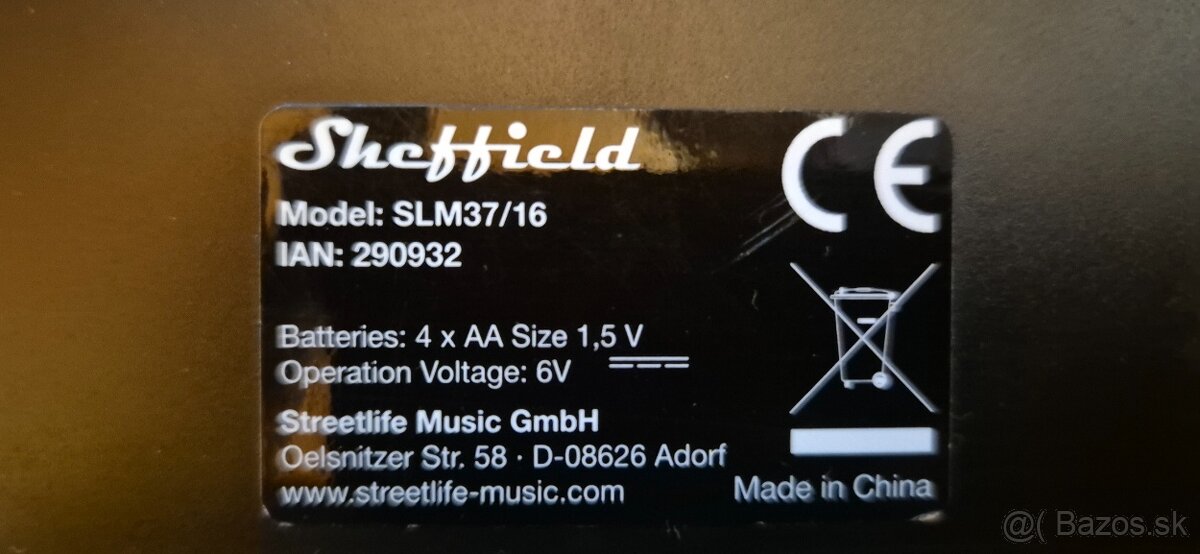 Sheffield
CE
Model: SLM37/16
IAN: 290932
Batteries: 4 x AA Size 1,5 V
Operation Voltage: 6V
Streetlife Music GmbH
Oelsnitzer Str. 58 · D-08626 Adorf
www.streetlife-music.com
Made in China
@( Bazos.sk